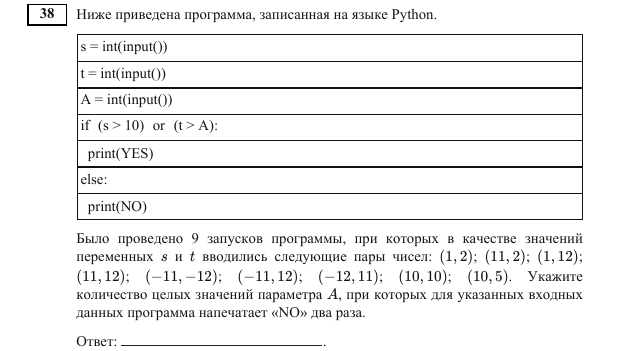 38 Ниже приведена программа, записанная на языке Python.
s = int(input())
t = int(input())
A = int(input())
if (s > 10) or (t > A):
print(YES)
else:
print(NO)
Было проведено 9 запусков программы, при которых в качестве значений
переменных s и t вводились следующие пары чисел: (1, 2); (11, 2); (1, 12);
(11, 12); (−11, −12); (−11, 12); (−12, 11); (10, 10); (10, 5). Укажите
количество целых значений параметра A, при которых для указанных входных
данных программа напечатает «NO» два раза.
Ответ: .